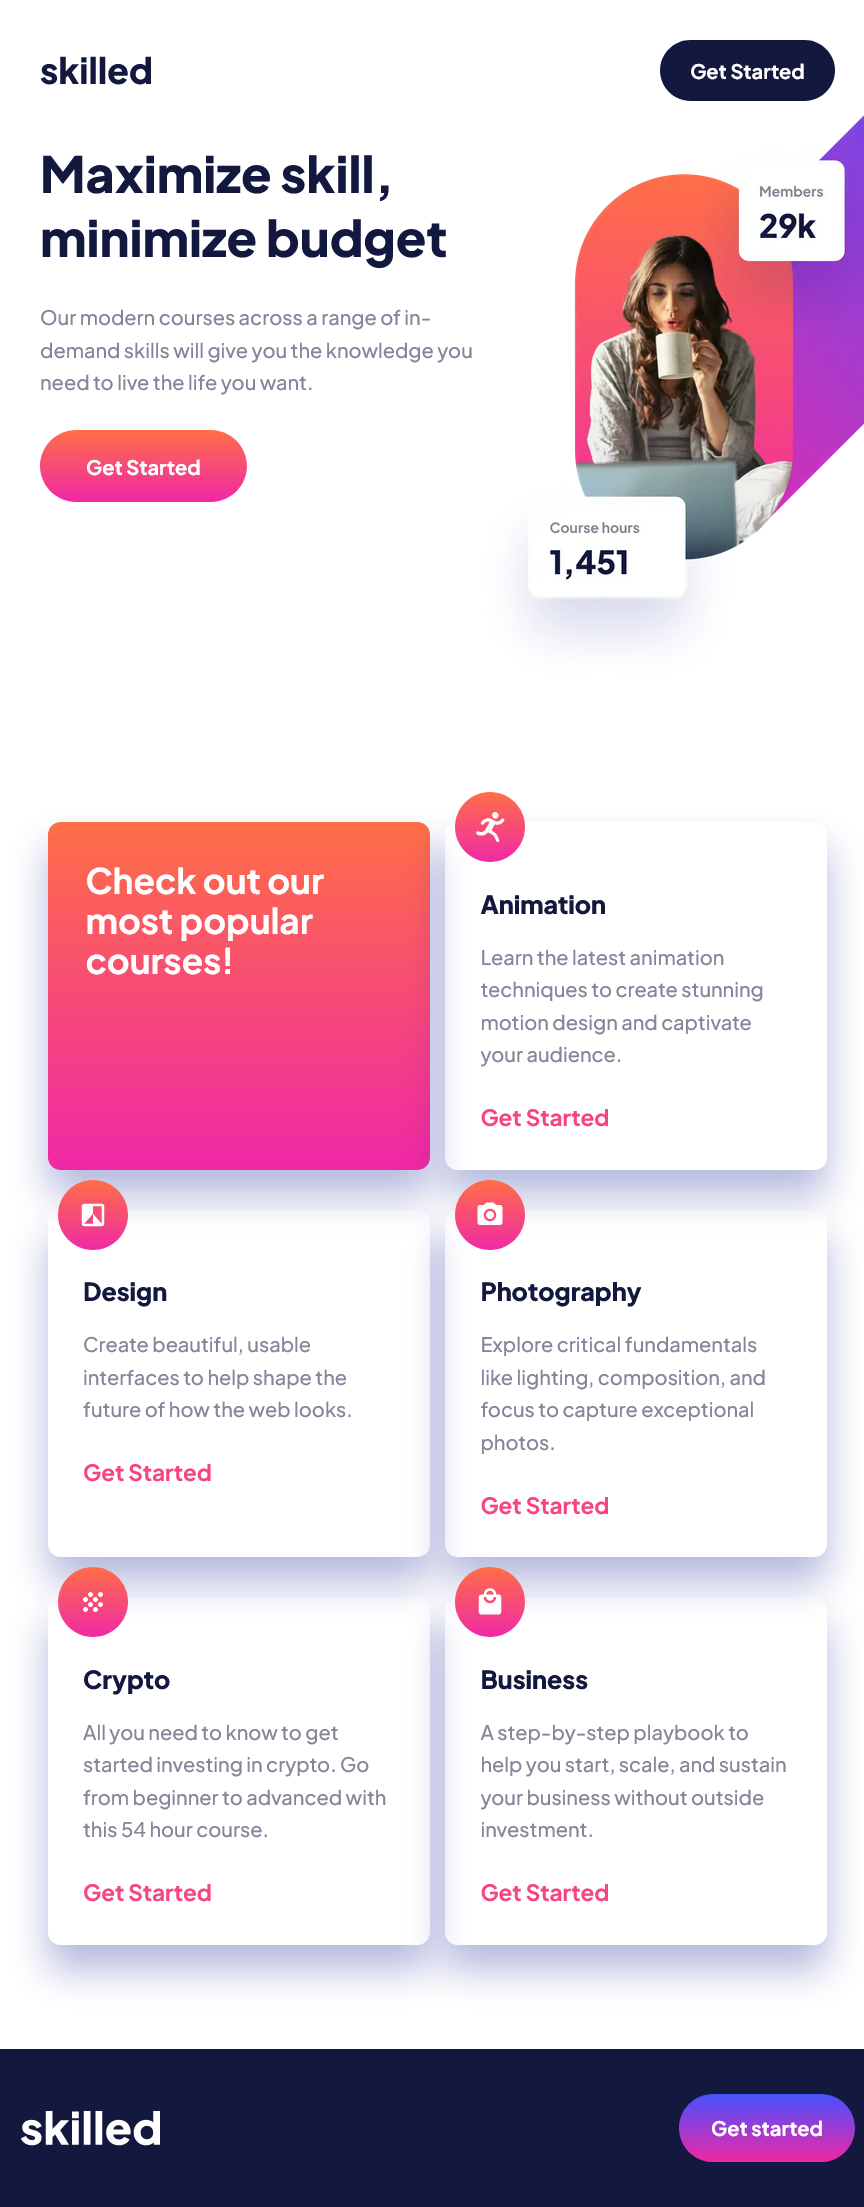 skilled
Get Started
Maximize skill,
minimize budget
Our modern courses across a range of in-
demand skills will give you the knowledge you
need to live the life you want.
Get Started
Members
29k
Course hours
1,451
Check out our
most popular
courses!
Animation
Learn the latest animation
techniques to create stunning
motion design and captivate
your audience.
Get Started
Design
Create beautiful, usable
interfaces to help shape the
future of how the web looks.
Get Started
Photography
Explore critical fundamentals
like lighting, composition, and
focus to capture exceptional
photos.
Get Started
Crypto
All you need to know to get
started investing in crypto. Go
from beginner to advanced with
this 54 hour course.
Get Started
Business
A step-by-step playbook to
help you start, scale, and sustain
your business without outside
investment.
Get Started
skilled
Get started